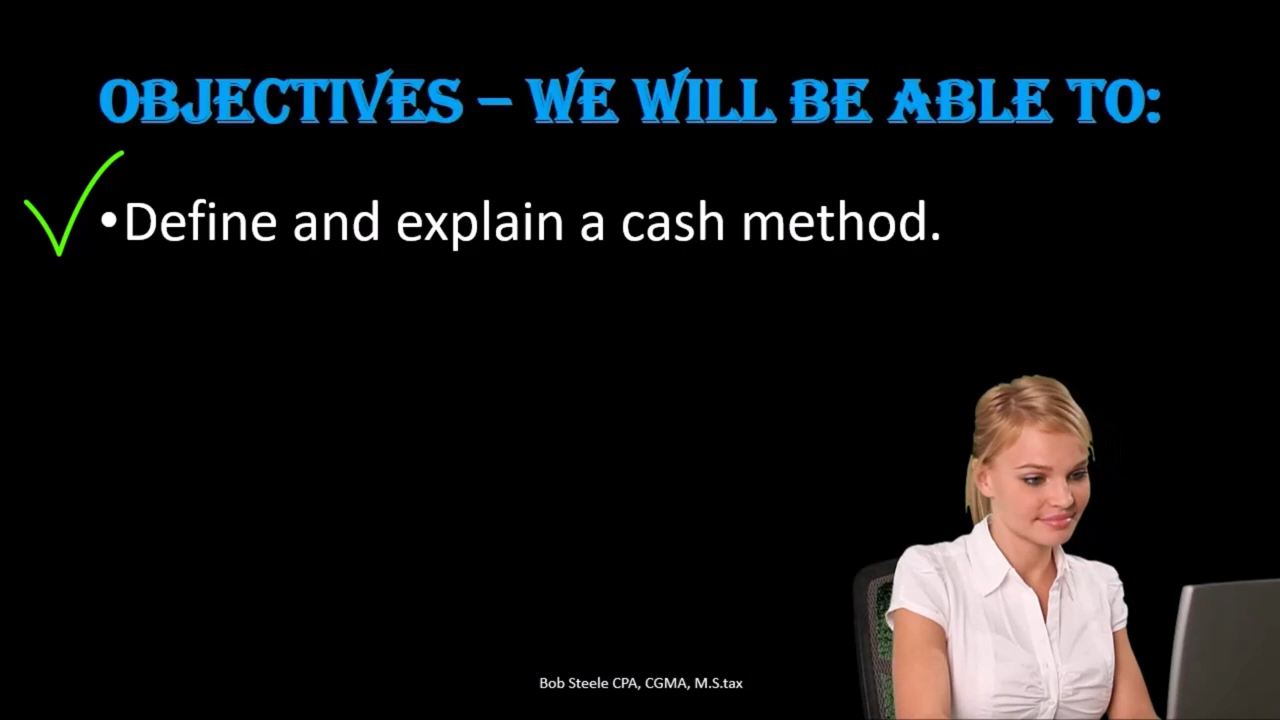 OBJECTIVES – WE WILL BE ABLE TO:
•Define and explain a cash method.
Bob Steele CPA, CGMA, M.S.tax